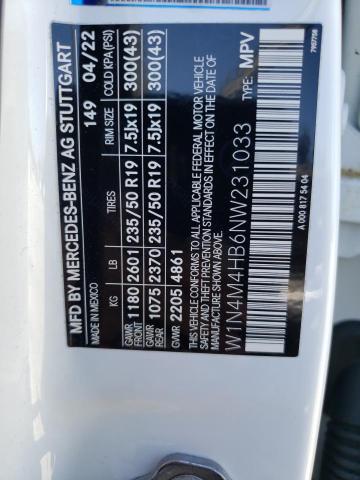 MFD BY MERCEDES-BENZ AG STUTTGART
MADE IN MEXICO 149 04/22
KG LB TIRES RIM SIZE COLD KPA (PSI)
GAWR FRONT 1180 2601 235/50 R19 7.5Jx19 300(43)
GAWR REAR 1075 2370 235/50 R19 7.5Jx19 300(43)
GVWR 2205 4861
THIS VEHICLE CONFORMS TO ALL APPLICABLE FEDERAL MOTOR VEHICLE
SAFETY, BUMPER, AND THEFT PREVENTION STANDARDS IN EFFECT ON THE DATE OF
MANUFACTURE SHOWN ABOVE.
W1N4M4HB6NW231033 TYPE: MPV
A 000 817 54 04 7907758